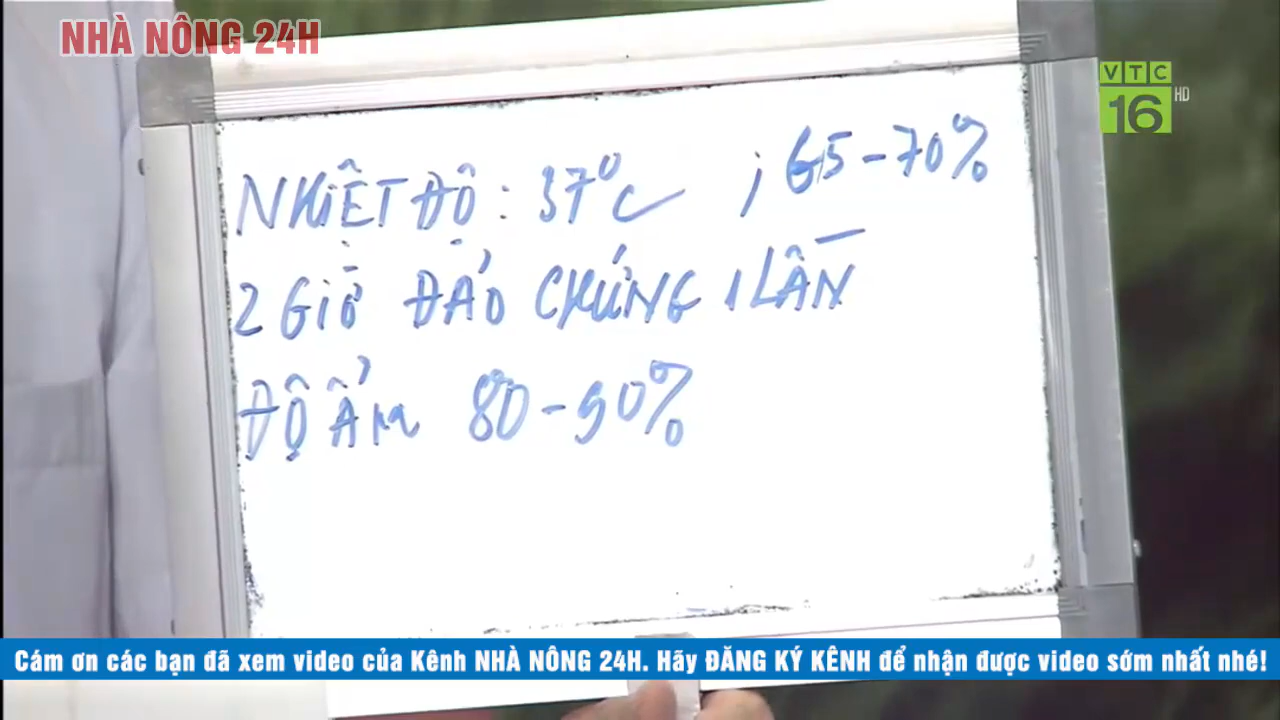 NHÀ NÔNG 24H
VTC
16 HD
NHIỆT ĐỘ : 37⁰C ; 65-70%
2 GIỜ ĐẢO CHỨNG 1 LẦN
ĐỘ ẨM 80-90%
Cám ơn các bạn đã xem video của Kênh NHÀ NÔNG 24H. Hãy ĐĂNG KÝ KÊNH để nhận được video sớm nhất nhé!